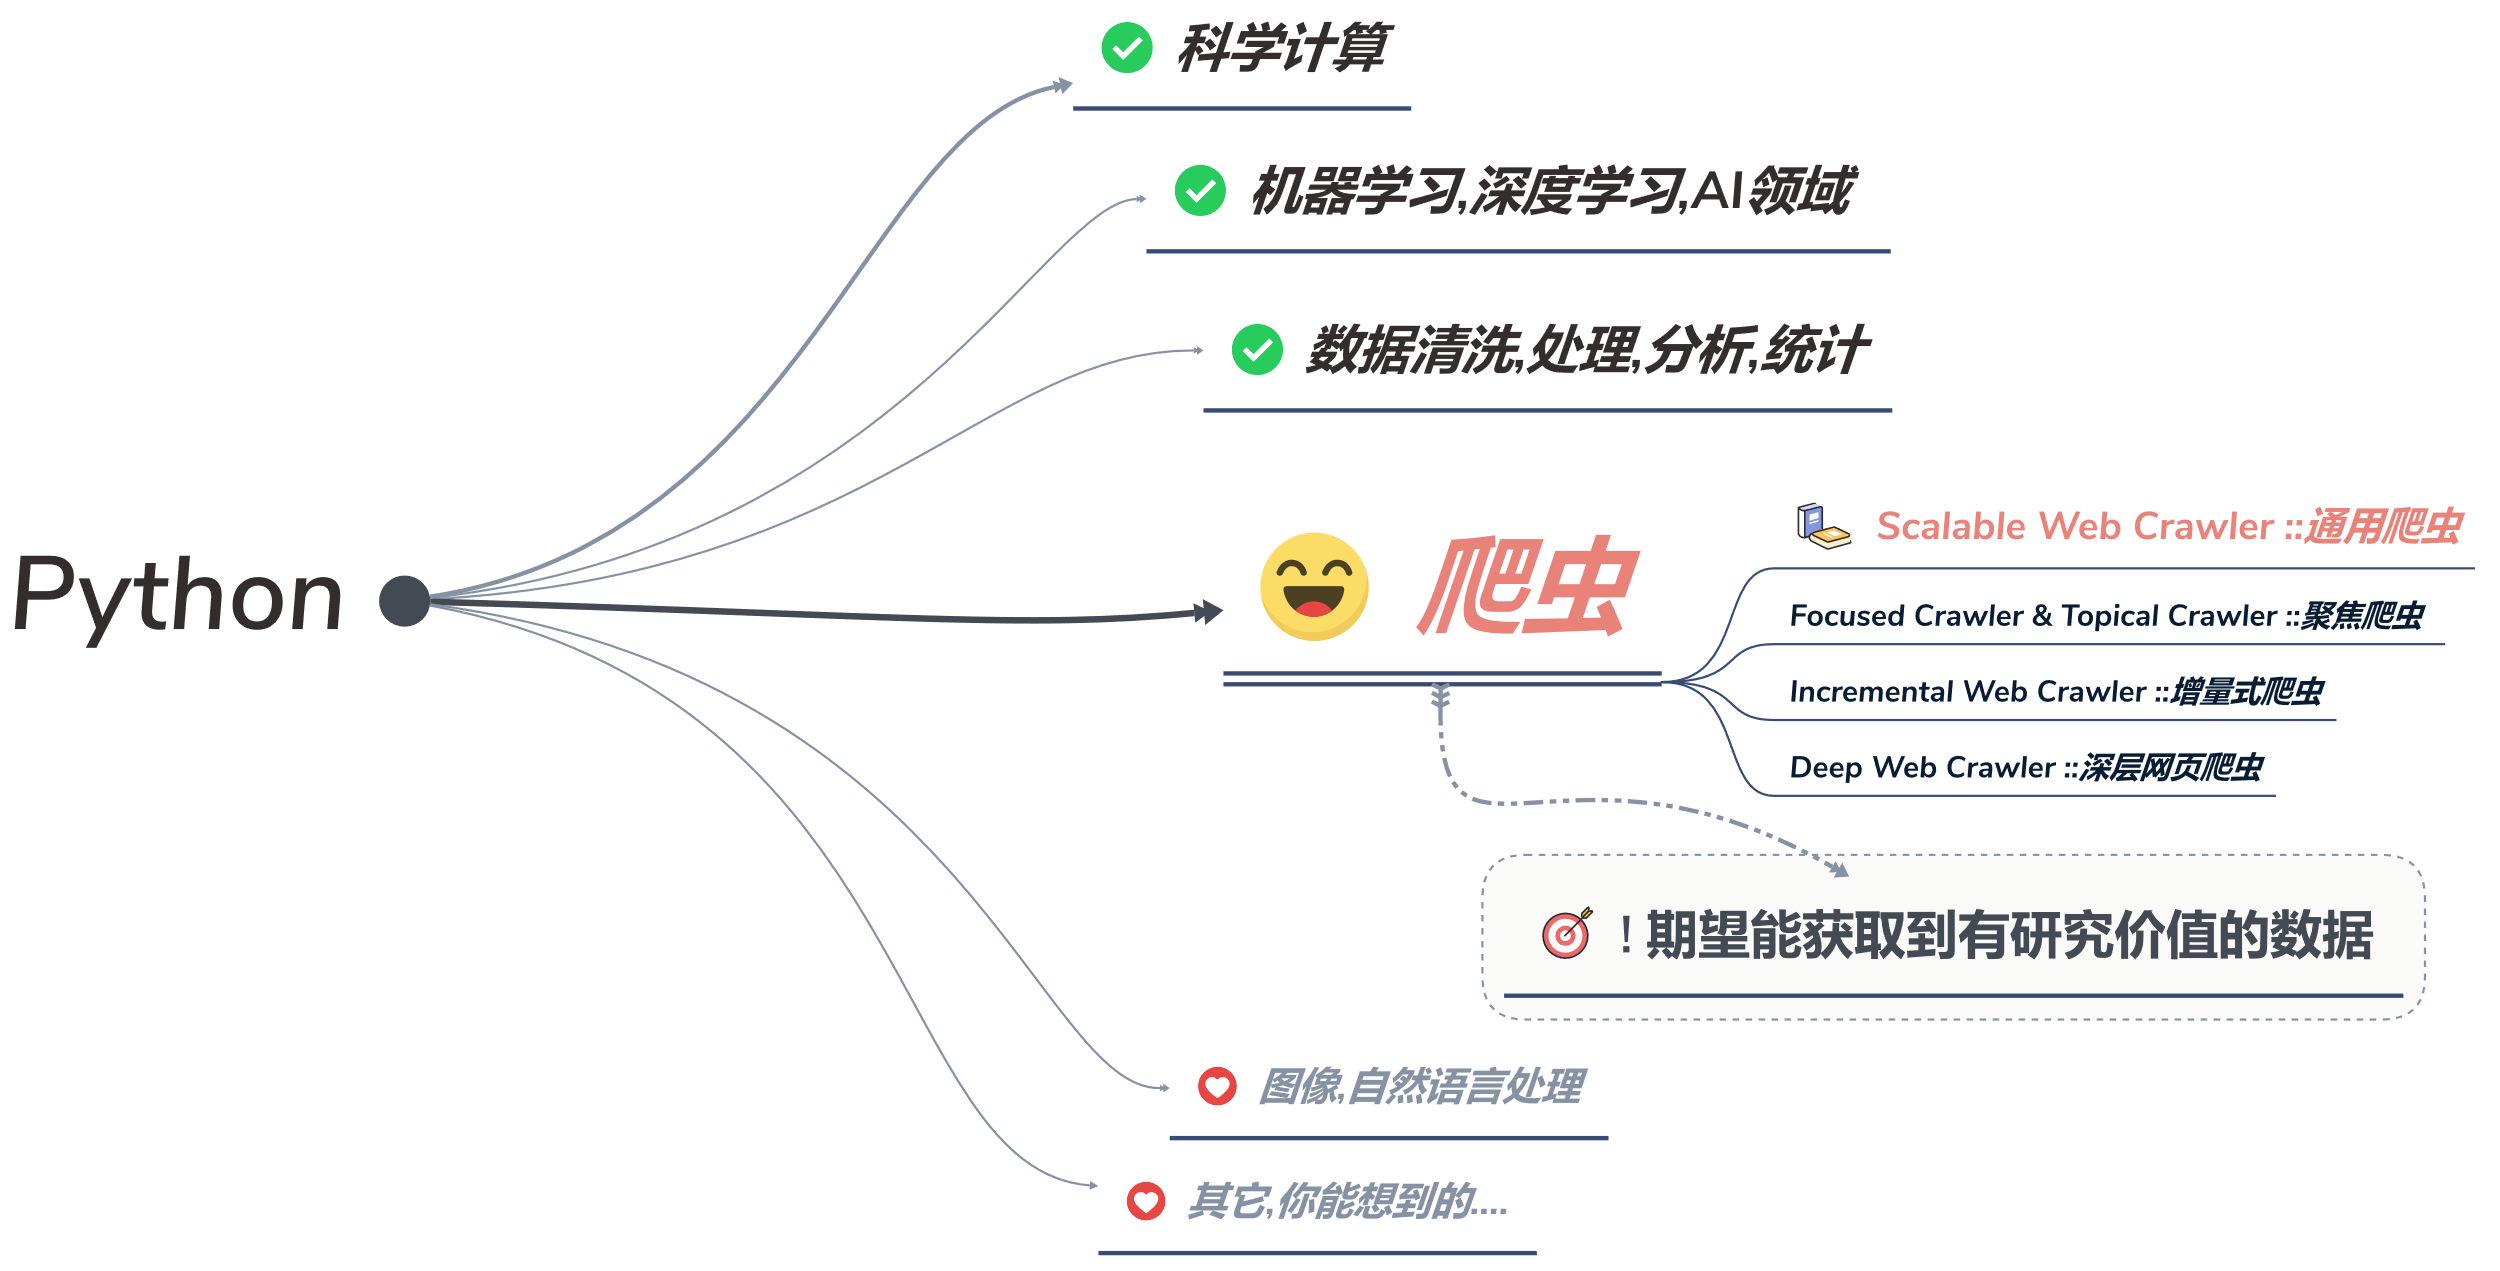 科学计算
机器学习,深度学习,AI领域
数据清洗,处理,分析,统计
Python
爬虫
Scalable Web Crawler ::通用爬虫
Focused Crawler & Topical Crawler ::聚焦爬虫
Incremental Web Crawer ::增量式爬虫
Deep Web Crawler ::深层网页爬虫
！期望能获取到有研究价值的数据
图像,自然语言处理
其它,你能想到的....